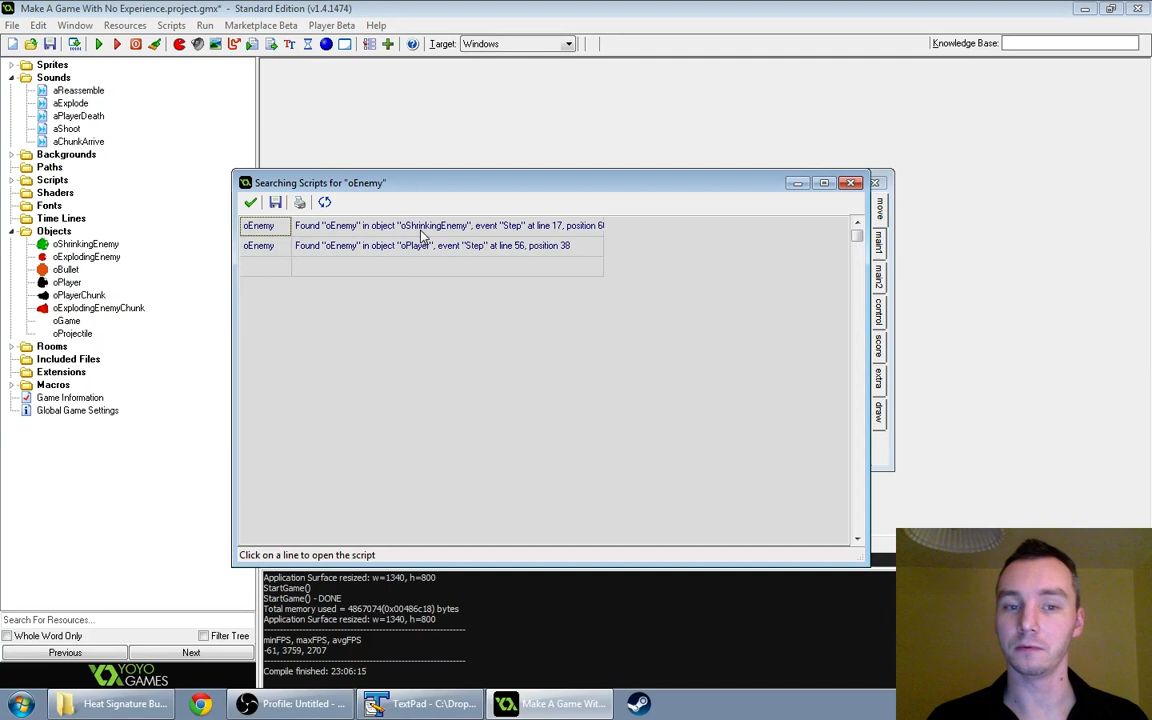 Make A Game With No Experience.project.gmx* - Standard Edition (v1.4.1474)
File Edit Window Resources Scripts Run Marketplace Beta Player Beta Help
Target: Windows
Knowledge Base:
Sprites
Sounds
aReassemble
aExplode
aPlayerDeath
aShoot
aChunkArrive
Backgrounds
Paths
Scripts
Shaders
Fonts
Time Lines
Objects
oShrinkingEnemy
oExplodingEnemy
oBullet
oPlayer
oPlayerChunk
oExplodingEnemyChunk
oGame
oProjectile
Rooms
Included Files
Extensions
Macros
Game Information
Global Game Settings
Search For Resources...
Whole Word Only Filter Tree
Previous Next
YOYO GAMES
Searching Scripts for "oEnemy"
oEnemy Found "oEnemy" in object "oShrinkingEnemy", event "Step" at line 17, position
oEnemy Found "oEnemy" in object "oPlayer", event "Step" at line 56, position 38
Click on a line to open the script
move
main1
main2
control
score
extra
draw
Application Surface resized: w=1340, h=800
StartGame()
StartGame() - DONE
Total memory used = 4867074(0x00486c18) bytes
Application Surface resized: w=1340, h=800
minFPS, maxFPS, avgFPS
-61, 3759, 2707
Compile finished: 23:06:15
Heat Signature Bu...
Profile: Untitled - ...
TextPad - C:\Drop...
Make A Game Wit...